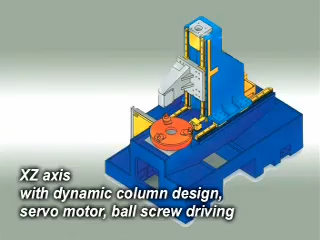 XZ axis
with dynamic column design,
servo motor, ball screw driving